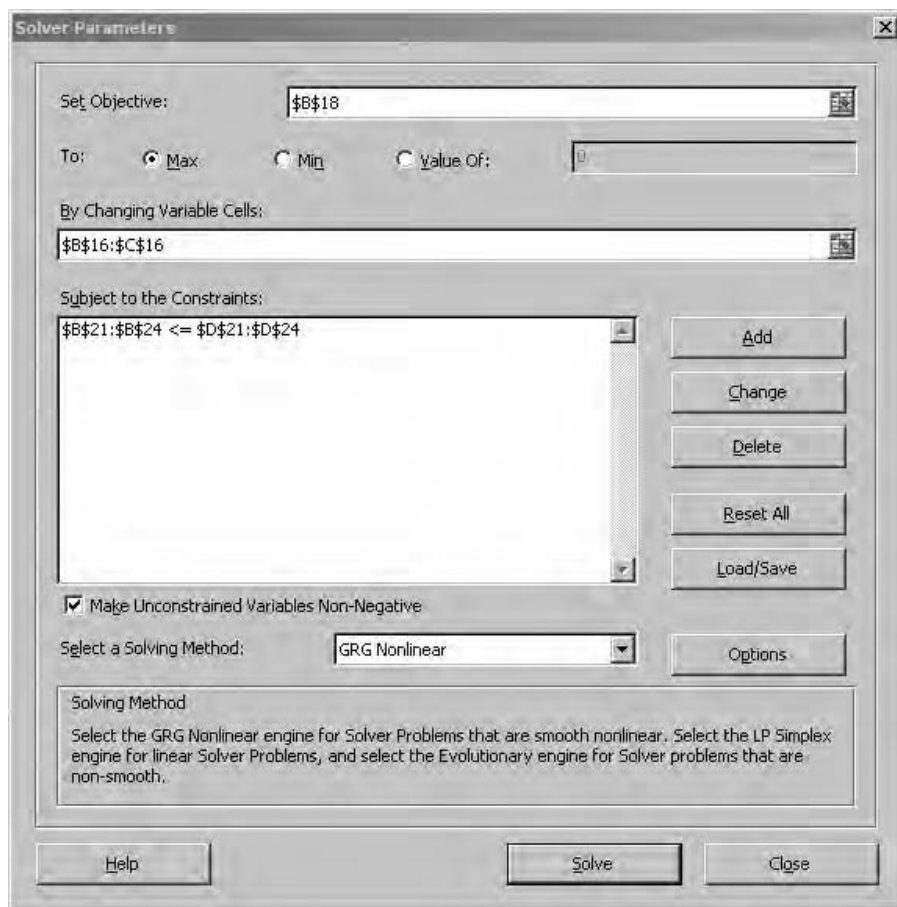 Solver Parameters
Set Objective: $B$18
To: Max Min Value Of: 0
By Changing Variable Cells:
$B$16:$C$16
Subject to the Constraints:
$B$21:$B$24 <= $D$21:$D$24
Add
Change
Delete
Reset All
Load/Save
Make Unconstrained Variables Non-Negative
Select a Solving Method: GRG Nonlinear
Options
Solving Method
Select the GRG Nonlinear engine for Solver Problems that are smooth nonlinear. Select the LP Simplex
engine for linear Solver Problems, and select the Evolutionary engine for Solver problems that are
non-smooth.
Help Solve Close